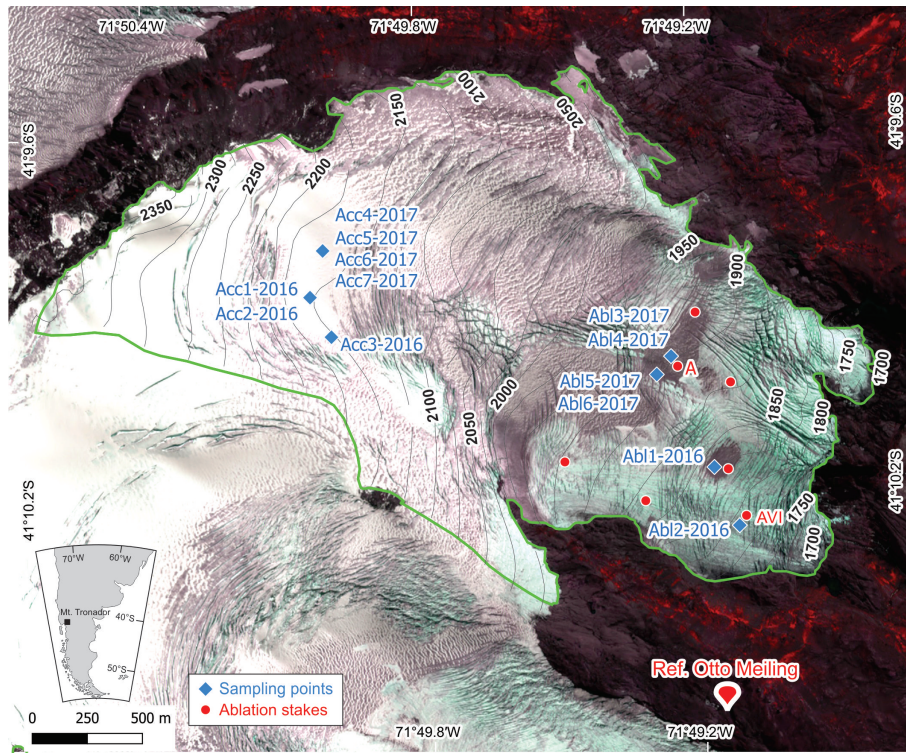 71°50.4'W
71°49.8'W
71°49.2'W
41°9.6'S
41°9.6'S
2350
2300
2250
2200
2150
2100
2050
Acc4-2017
Acc5-2017
Acc6-2017
Acc7-2017
Acc1-2016
Acc2-2016
Acc3-2016
1950
1900
Abl3-2017
Abl4-2017
A
Abl5-2017
Abl6-2017
1750
1700
1850
1800
2100
2050
2000
Abl1-2016
AVI
Abl2-2016
1750
1700
41°10.2'S
41°10.2'S
70°W
60°W
Mt. Tronador
40°S
50°S
Ref. Otto Meiling
Sampling points
Ablation stakes
0
250
500 m
71°49.8'W
71°49.2'W